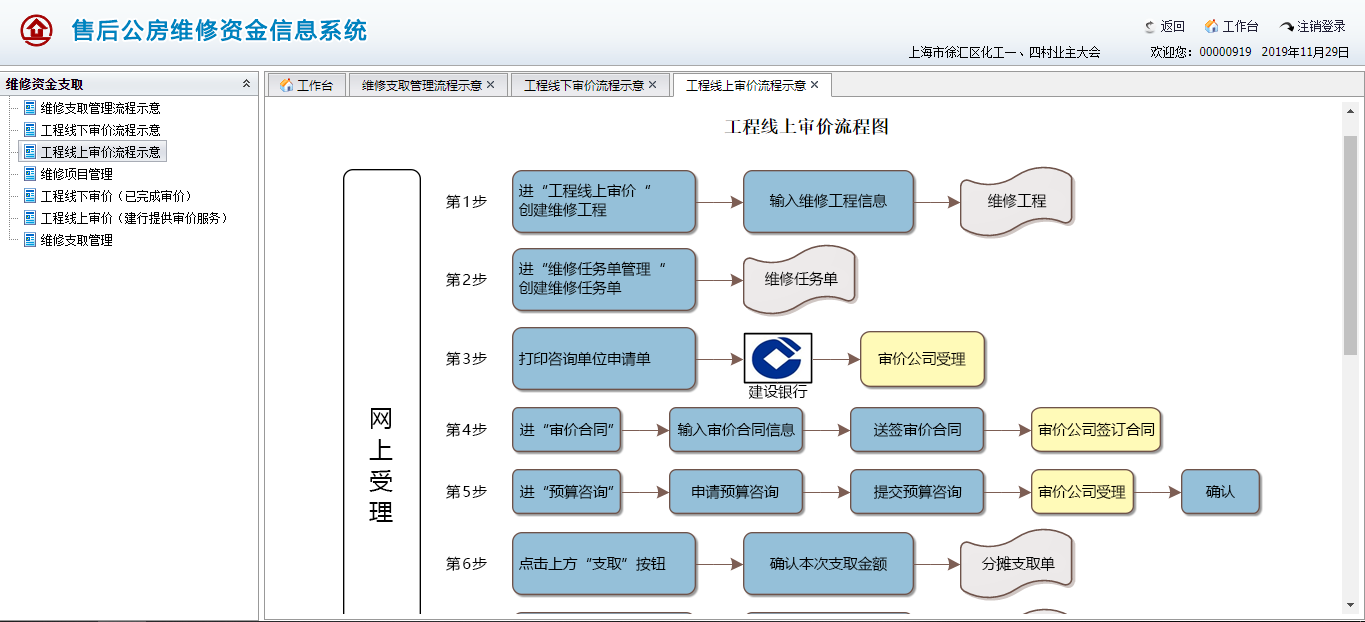 售后公房维修资金信息系统
返回 工作台 注销登录
上海市徐汇区化工一、四村业主大会 欢迎您：00000919 2019年11月29日
维修资金支取
维修支取管理流程示意
工程线下审价流程示意
工程线上审价流程示意
维修项目管理
工程线下审价（已完成审价）
工程线上审价（建行提供审价服务）
维修支取管理
工作台 维修支取管理流程示意 工程线下审价流程示意 工程线上审价流程示意
工程线上审价流程图
网上受理
第1步
进“工程线上审价 “
创建维修工程
输入维修工程信息
维修工程
第2步
进“维修任务单管理 “
创建维修任务单
维修任务单
第3步
打印咨询单位申请单
建设银行
审价公司受理
第4步
进“审价合同”
输入审价合同信息
送签审价合同
审价公司签订合同
第5步
进“预算咨询”
申请预算咨询
提交预算咨询
审价公司受理
确认
第6步
点击上方“支取”按钮
确认本次支取金额
分摊支取单